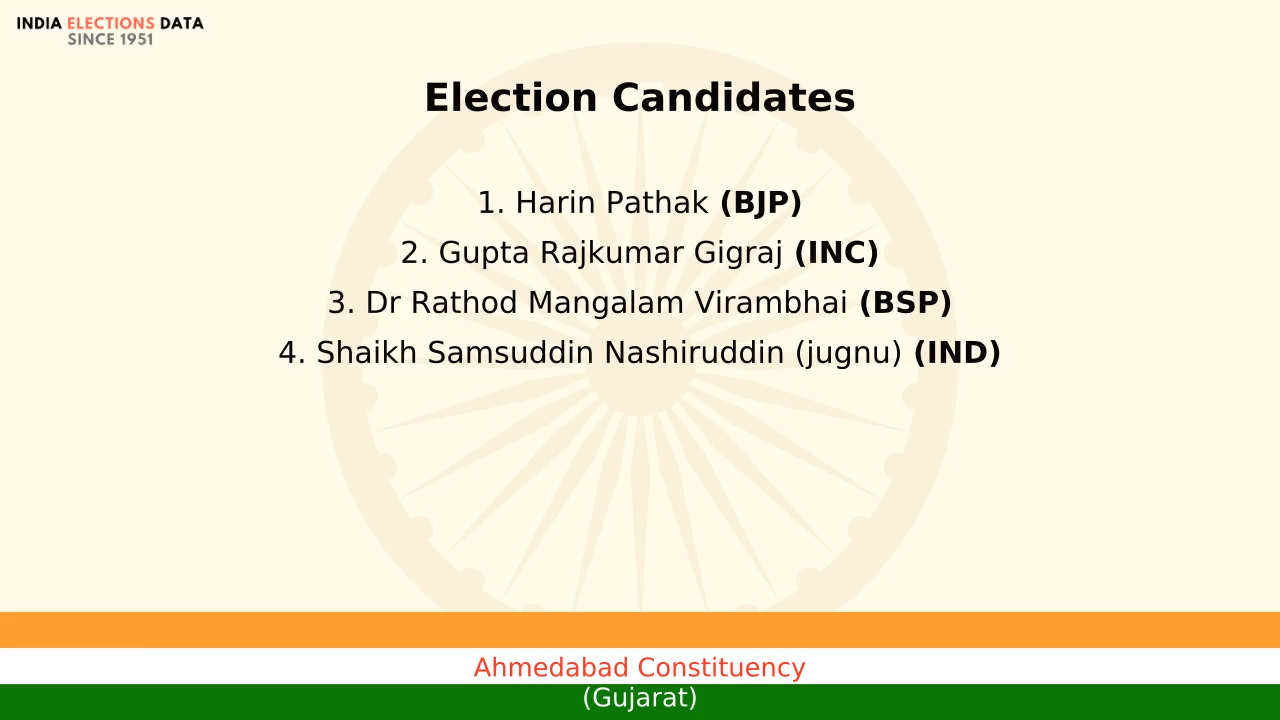 INDIA ELECTIONS DATA
SINCE 1951
Election Candidates
1. Harin Pathak (BJP)
2. Gupta Rajkumar Gigraj (INC)
3. Dr Rathod Mangalam Virambhai (BSP)
4. Shaikh Samsuddin Nashiruddin (jugnu) (IND)
Ahmedabad Constituency
(Gujarat)